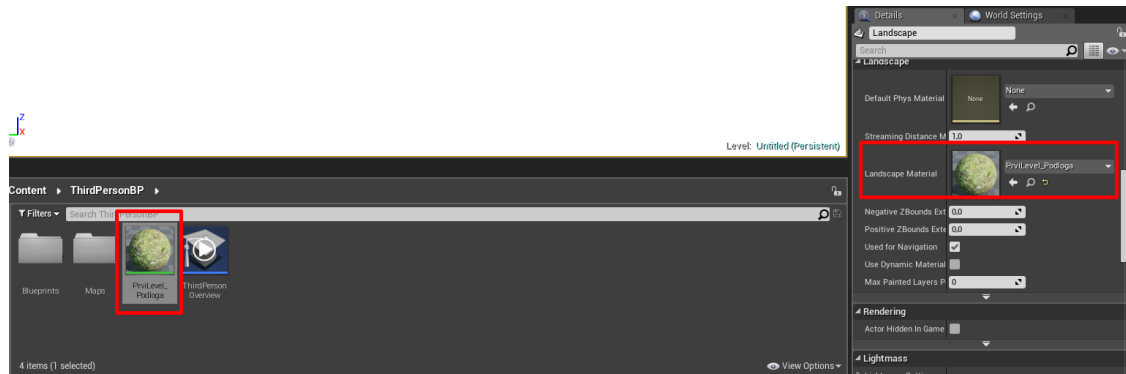 Z
X
Level: Untitled (Persistent)
Content ThirdPersonBP
Filters Search ThirdPersonBP
Blueprints
Maps
PrviLevel_
Podloga
ThirdPerson
Overview
4 items (1 selected)
View Options
Details World Settings
Landscape
Search
Landscape
Default Phys Material None None
Streaming Distance M 1,0
Landscape Material PrviLevel_Podloga
Negative ZBounds Ext 0,0
Positive ZBounds Exte 0,0
Used for Navigation
Use Dynamic Material
Max Painted Layers P 0
Rendering
Actor Hidden In Game
Lightmass